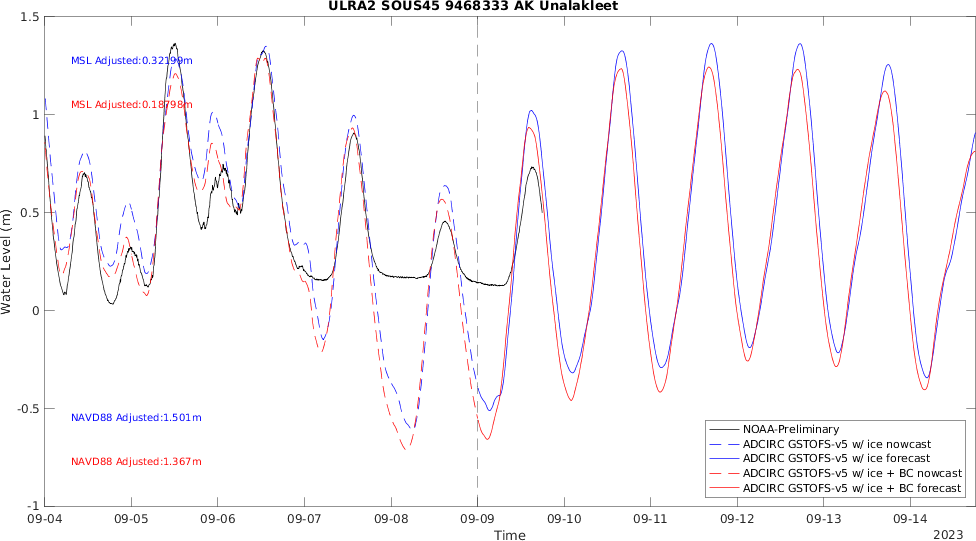 ULRA2 SOUS45 9468333 AK Unalakleet
1.5
MSL Adjusted:0.32199m
MSL Adjusted:0.18798m
1
0.5
Water Level (m)
0
-0.5
NAVD88 Adjusted:1.501m
NAVD88 Adjusted:1.367m
NOAA-Preliminary
ADCIRC GSTOFS-v5 w/ ice nowcast
ADCIRC GSTOFS-v5 w/ ice forecast
ADCIRC GSTOFS-v5 w/ ice + BC nowcast
ADCIRC GSTOFS-v5 w/ ice + BC forecast
-1
09-04 09-05 09-06 09-07 09-08 09-09 09-10 09-11 09-12 09-13 09-14
Time
2023